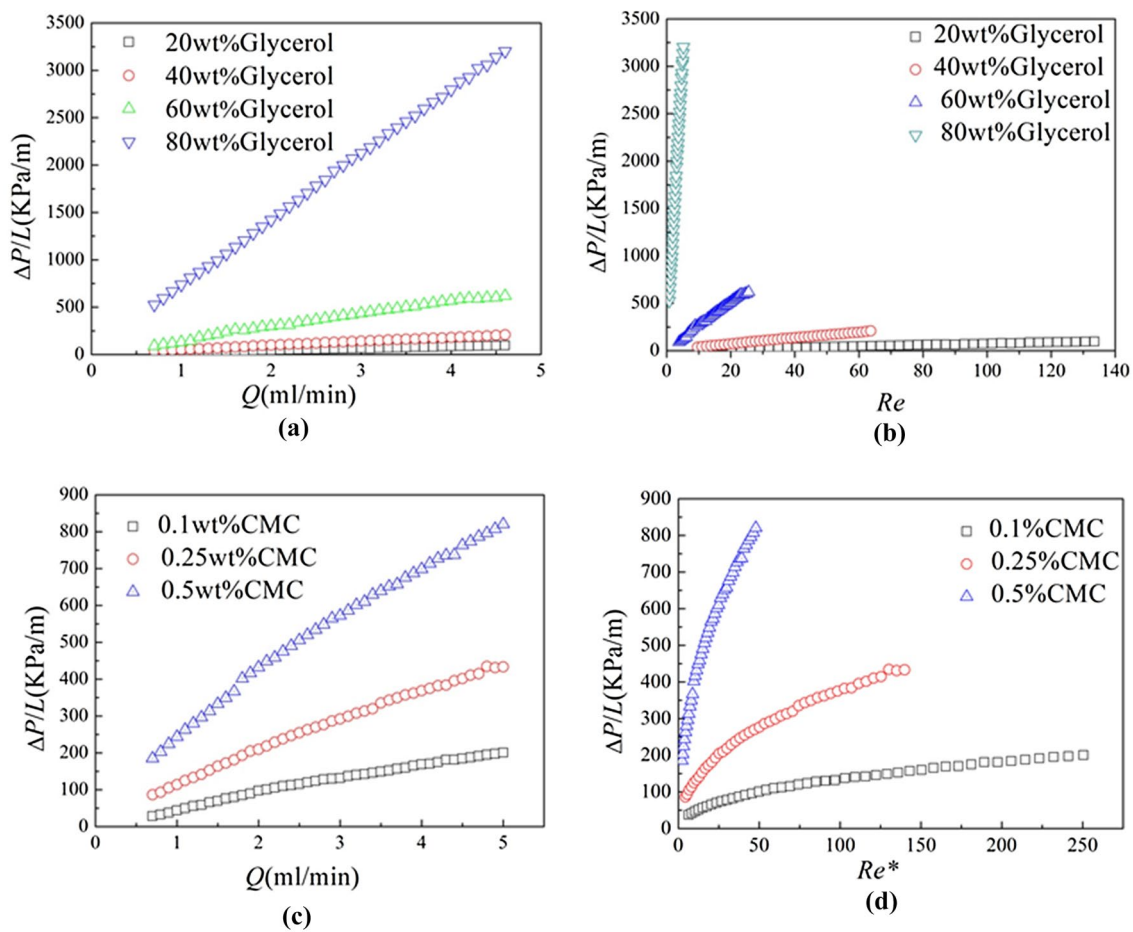 3500
3000
2500
2000
1500
1000
500
0
ΔP/L(KPa/m)
20wt%Glycerol
40wt%Glycerol
60wt%Glycerol
80wt%Glycerol
0 1 2 3 4 5
Q(ml/min)
(a)
3500
3000
2500
2000
1500
1000
500
0
ΔP/L(KPa/m)
20wt%Glycerol
40wt%Glycerol
60wt%Glycerol
80wt%Glycerol
0 20 40 60 80 100 120 140
Re
(b)
900
800
700
600
500
400
300
200
100
0
ΔP/L(KPa/m)
0.1wt%CMC
0.25wt%CMC
0.5wt%CMC
0 1 2 3 4 5
Q(ml/min)
(c)
900
800
700
600
500
400
300
200
100
0
ΔP/L(KPa/m)
0.1%CMC
0.25%CMC
0.5%CMC
0 50 100 150 200 250
Re*
(d)